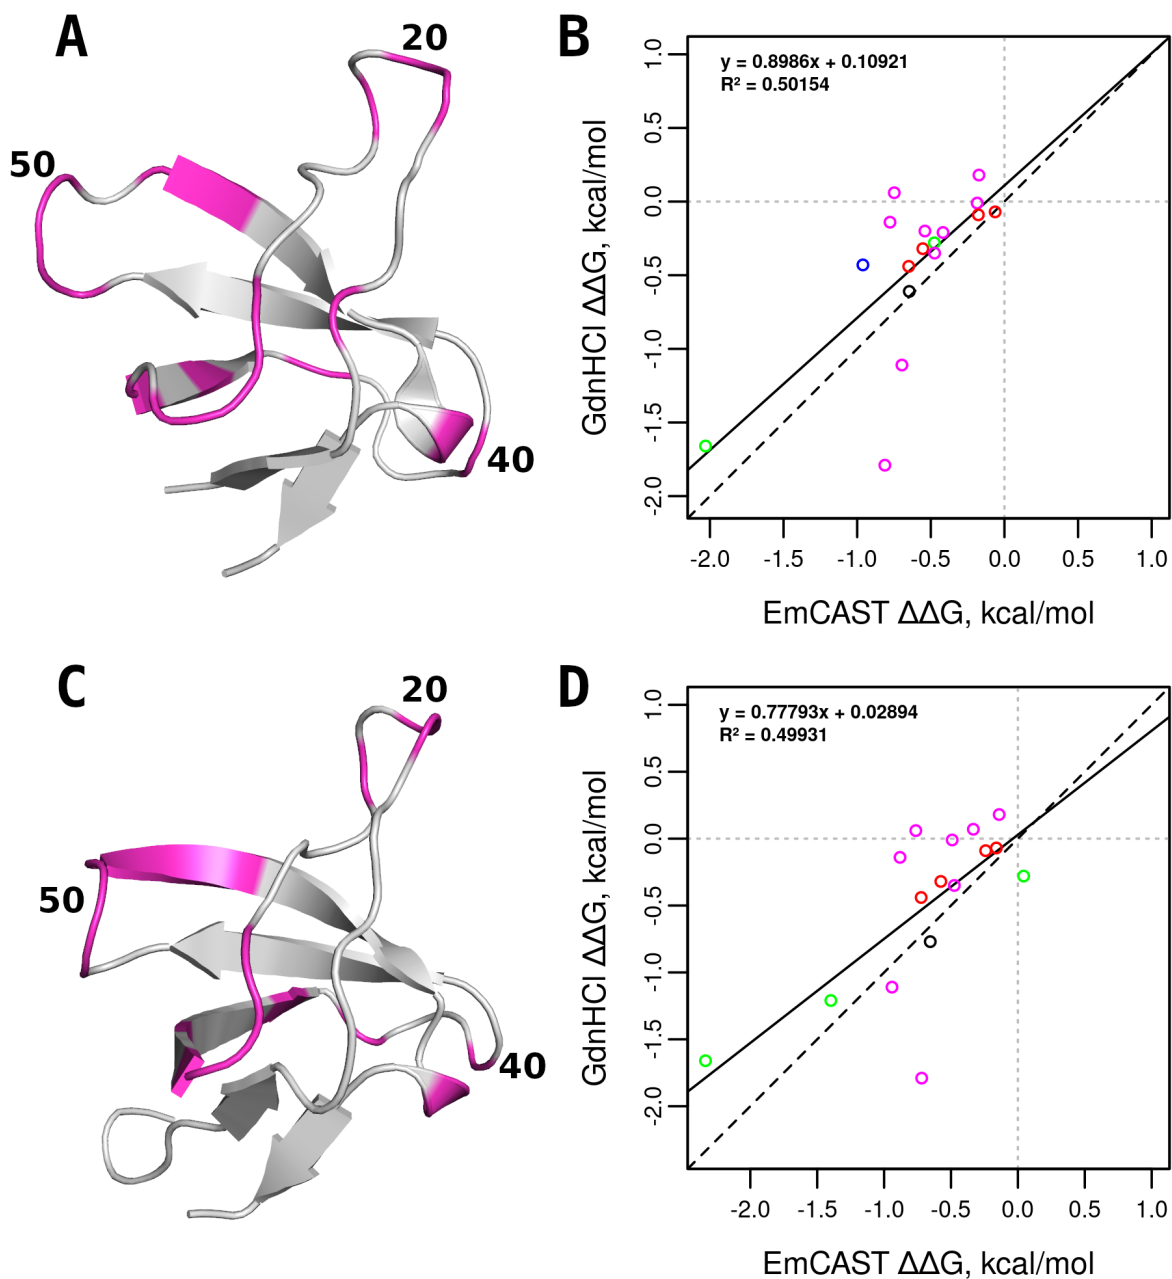 A
20
50
40
B
y = 0.8986x + 0.10921
R² = 0.50154
1.0
0.5
0.0
-0.5
-1.0
-1.5
-2.0
GdnHCl ΔΔG, kcal/mol
-2.0 -1.5 -1.0 -0.5 0.0 0.5 1.0
EmCAST ΔΔG, kcal/mol
C
20
50
40
D
y = 0.77793x + 0.02894
R² = 0.49931
1.0
0.5
0.0
-0.5
-1.0
-1.5
-2.0
GdnHCl ΔΔG, kcal/mol
-2.0 -1.5 -1.0 -0.5 0.0 0.5 1.0
EmCAST ΔΔG, kcal/mol